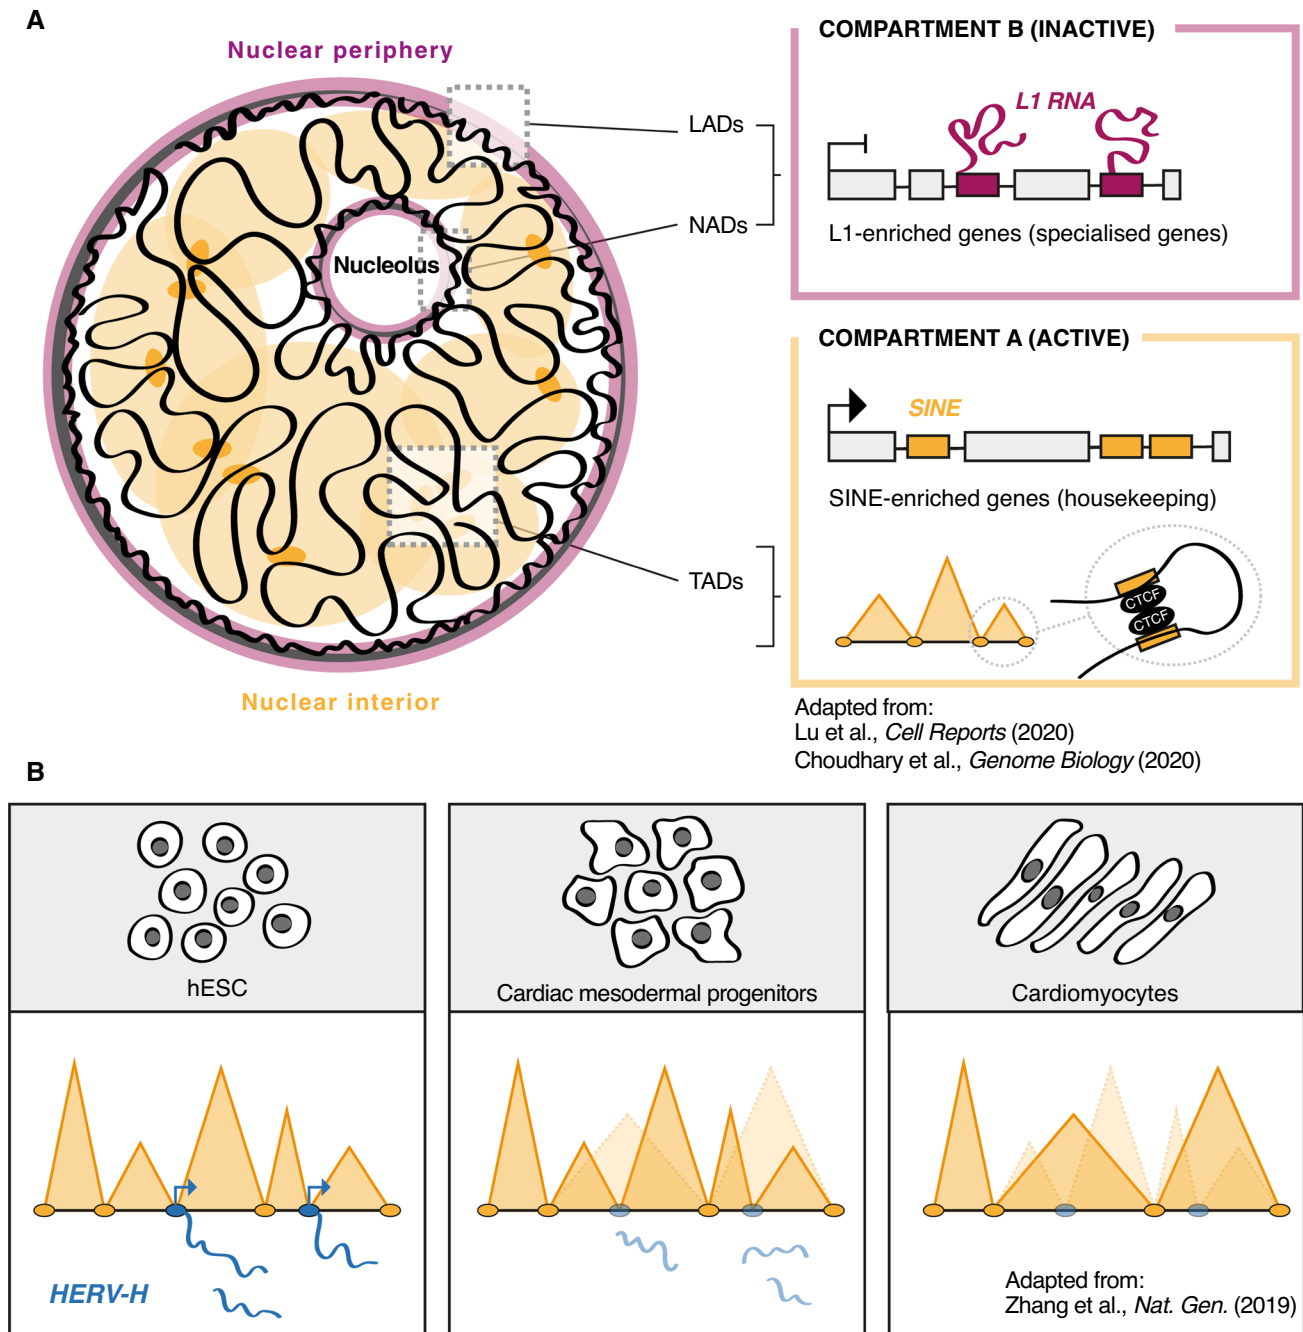 A
Nuclear periphery
Nucleolus
Nuclear interior
LADs
NADs
TADs
COMPARTMENT B (INACTIVE)
L1 RNA
L1-enriched genes (specialised genes)
COMPARTMENT A (ACTIVE)
SINE
SINE-enriched genes (housekeeping)
CTCF
CTCF
Adapted from:
Lu et al., Cell Reports (2020)
Choudhary et al., Genome Biology (2020)
B
hESC
Cardiac mesodermal progenitors
Cardiomyocytes
HERV-H
Adapted from:
Zhang et al., Nat. Gen. (2019)